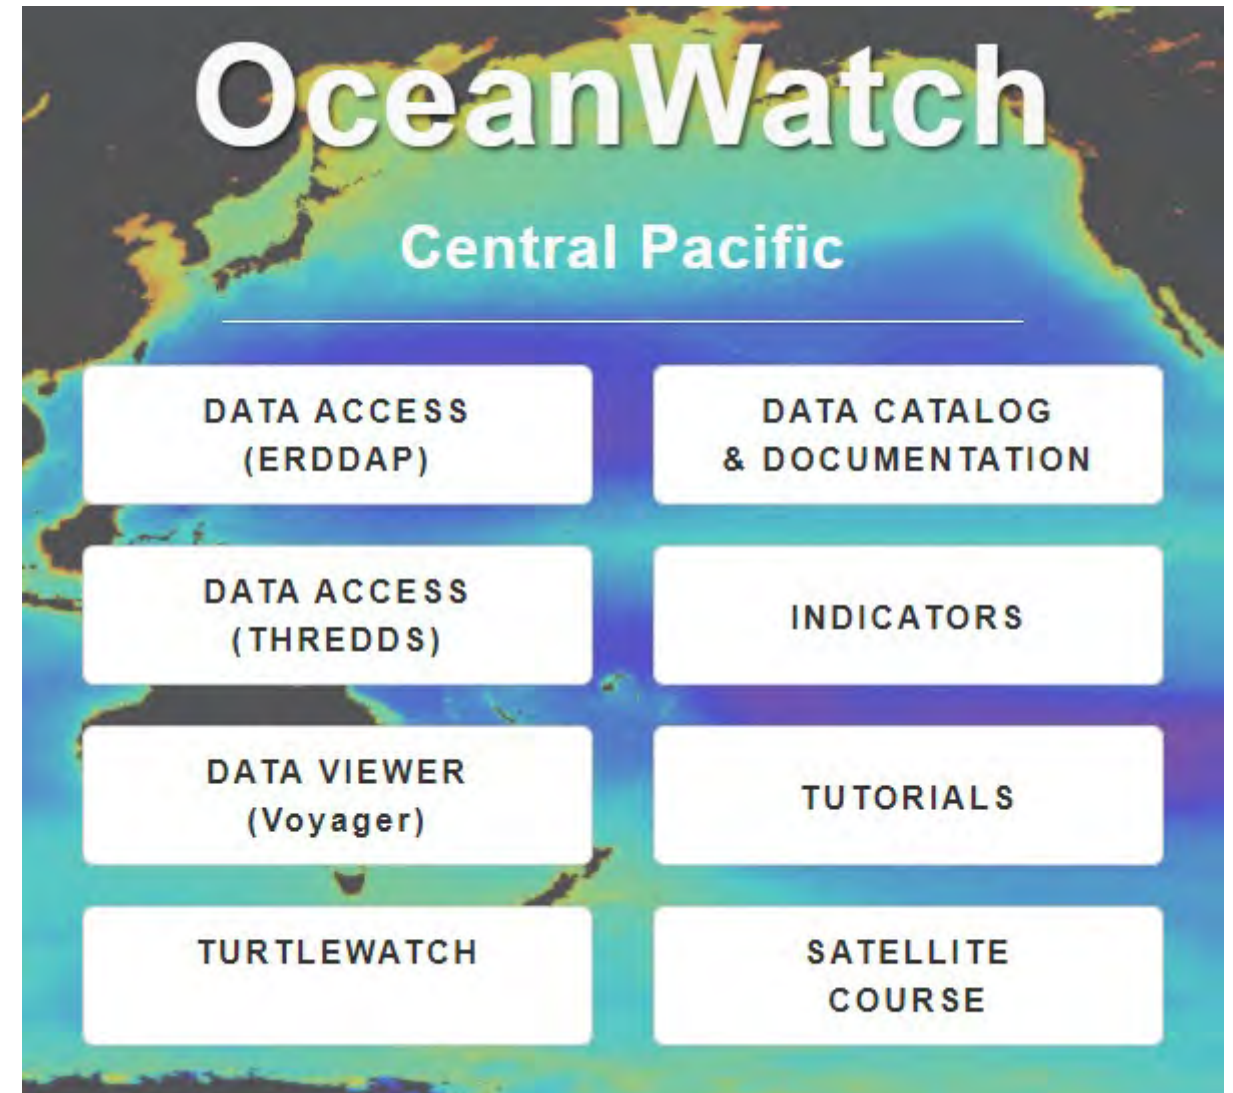 OceanWatch
Central Pacific
DATA ACCESS
(ERDDAP)
DATA CATALOG
& DOCUMENTATION
DATA ACCESS
(THREDDS)
INDICATORS
DATA VIEWER
(Voyager)
TUTORIALS
TURTLEWATCH
SATELLITE
COURSE